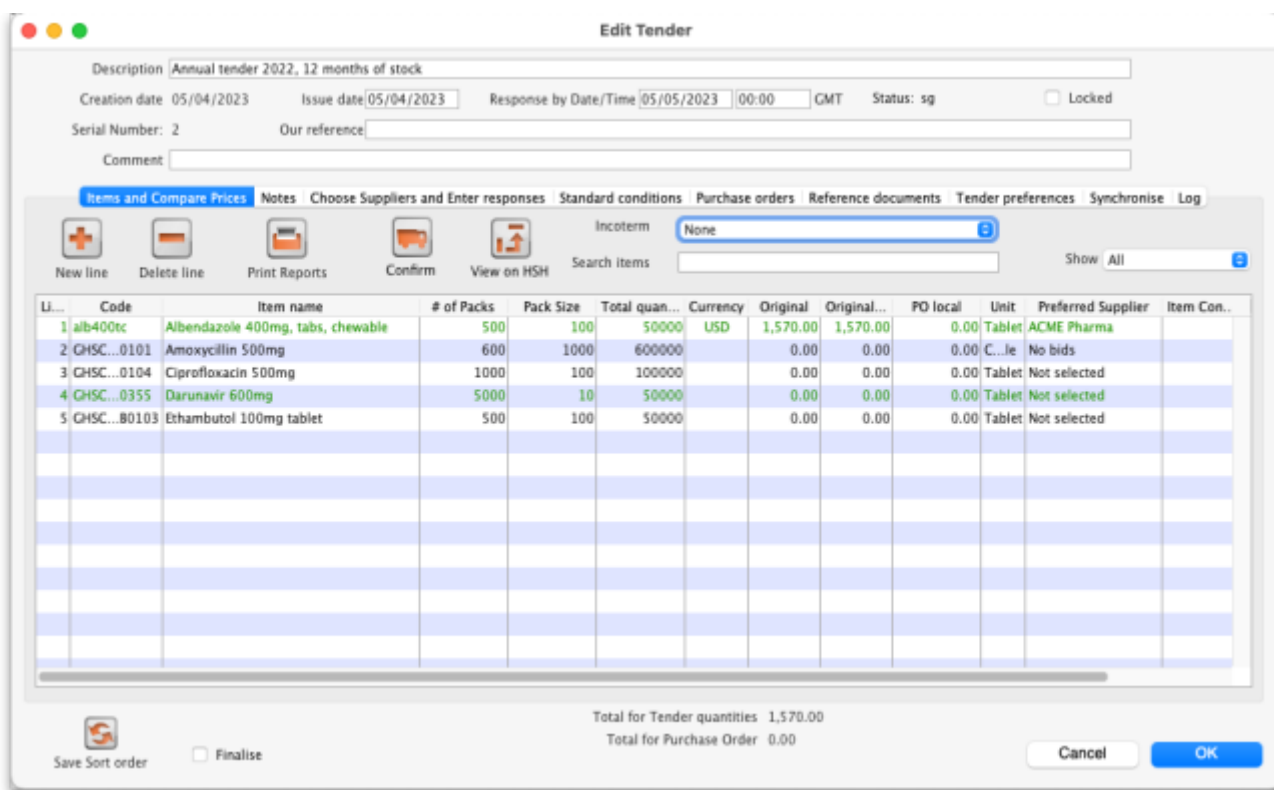 Edit Tender
Description Annual tender 2022, 12 months of stock
Creation date 05/04/2023 Issue date 05/04/2023 Response by Date/Time 05/05/2023 00:00 GMT Status: sg Locked
Serial Number: 2 Our reference
Comment
Items and Compare Prices Notes Choose Suppliers and Enter responses Standard conditions Purchase orders Reference documents Tender preferences Synchronise Log
New line Delete line Print Reports Confirm View on HSH
Incoterm None
Search items
Show All
Li... Code Item name # of Packs Pack Size Total quan... Currency Original Original... PO local Unit Preferred Supplier Item Con..
1 alb400tc Albendazole 400mg, tabs, chewable 500 100 50000 USD 1,570.00 1,570.00 0.00 Tablet ACME Pharma
2 GHSC...0101 Amoxycillin 500mg 600 1000 600000 0.00 0.00 0.00 C...le No bids
3 GHSC...0104 Ciprofloxacin 500mg 1000 100 100000 0.00 0.00 0.00 Tablet Not selected
4 GHSC...0355 Darunavir 600mg 5000 10 50000 0.00 0.00 0.00 Tablet Not selected
5 GHSC...80103 Ethambutol 100mg tablet 500 100 50000 0.00 0.00 0.00 Tablet Not selected
Total for Tender quantities 1,570.00
Total for Purchase Order 0.00
Save Sort order Finalise Cancel OK